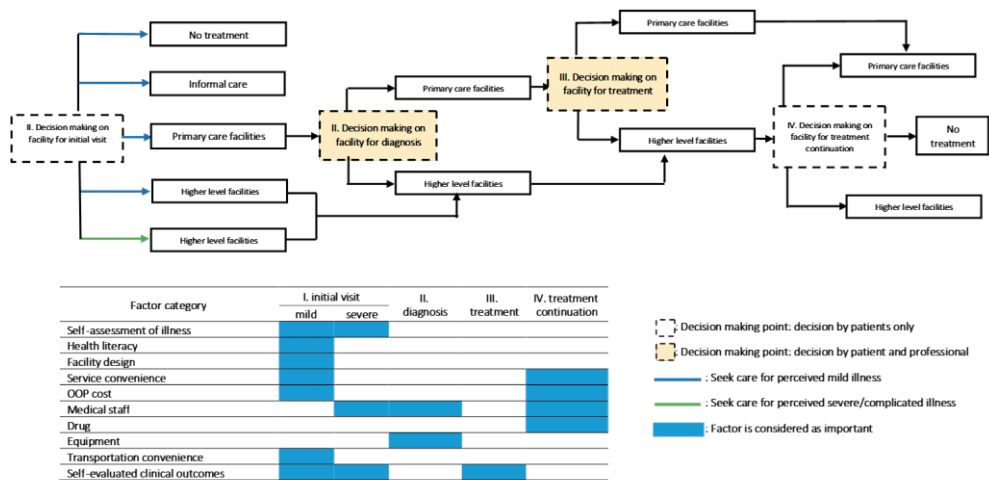 No treatment
Informal care
II. Decision making on
facility for initial visit
Primary care facilities
Higher level facilities
Higher level facilities
II. Decision making on
facility for diagnosis
Primary care facilities
Higher level facilities
III. Decision making on
facility for treatment
Primary care facilities
Higher level facilities
IV. Decision making on
facility for treatment
continuation
Primary care facilities
No
treatment
Higher level facilities
Factor category
I. initial visit
mild
severe
II.
diagnosis
III.
treatment
IV. treatment
continuation
Self-assessment of illness
Health literacy
Facility design
Service convenience
OOP cost
Medical staff
Drug
Equipment
Transportation convenience
Self-evaluated clinical outcomes
: Decision making point: decision by patients only
: Decision making point: decision by patient and professional
: Seek care for perceived mild illness
: Seek care for perceived severe/complicated illness
: Factor is considered as important